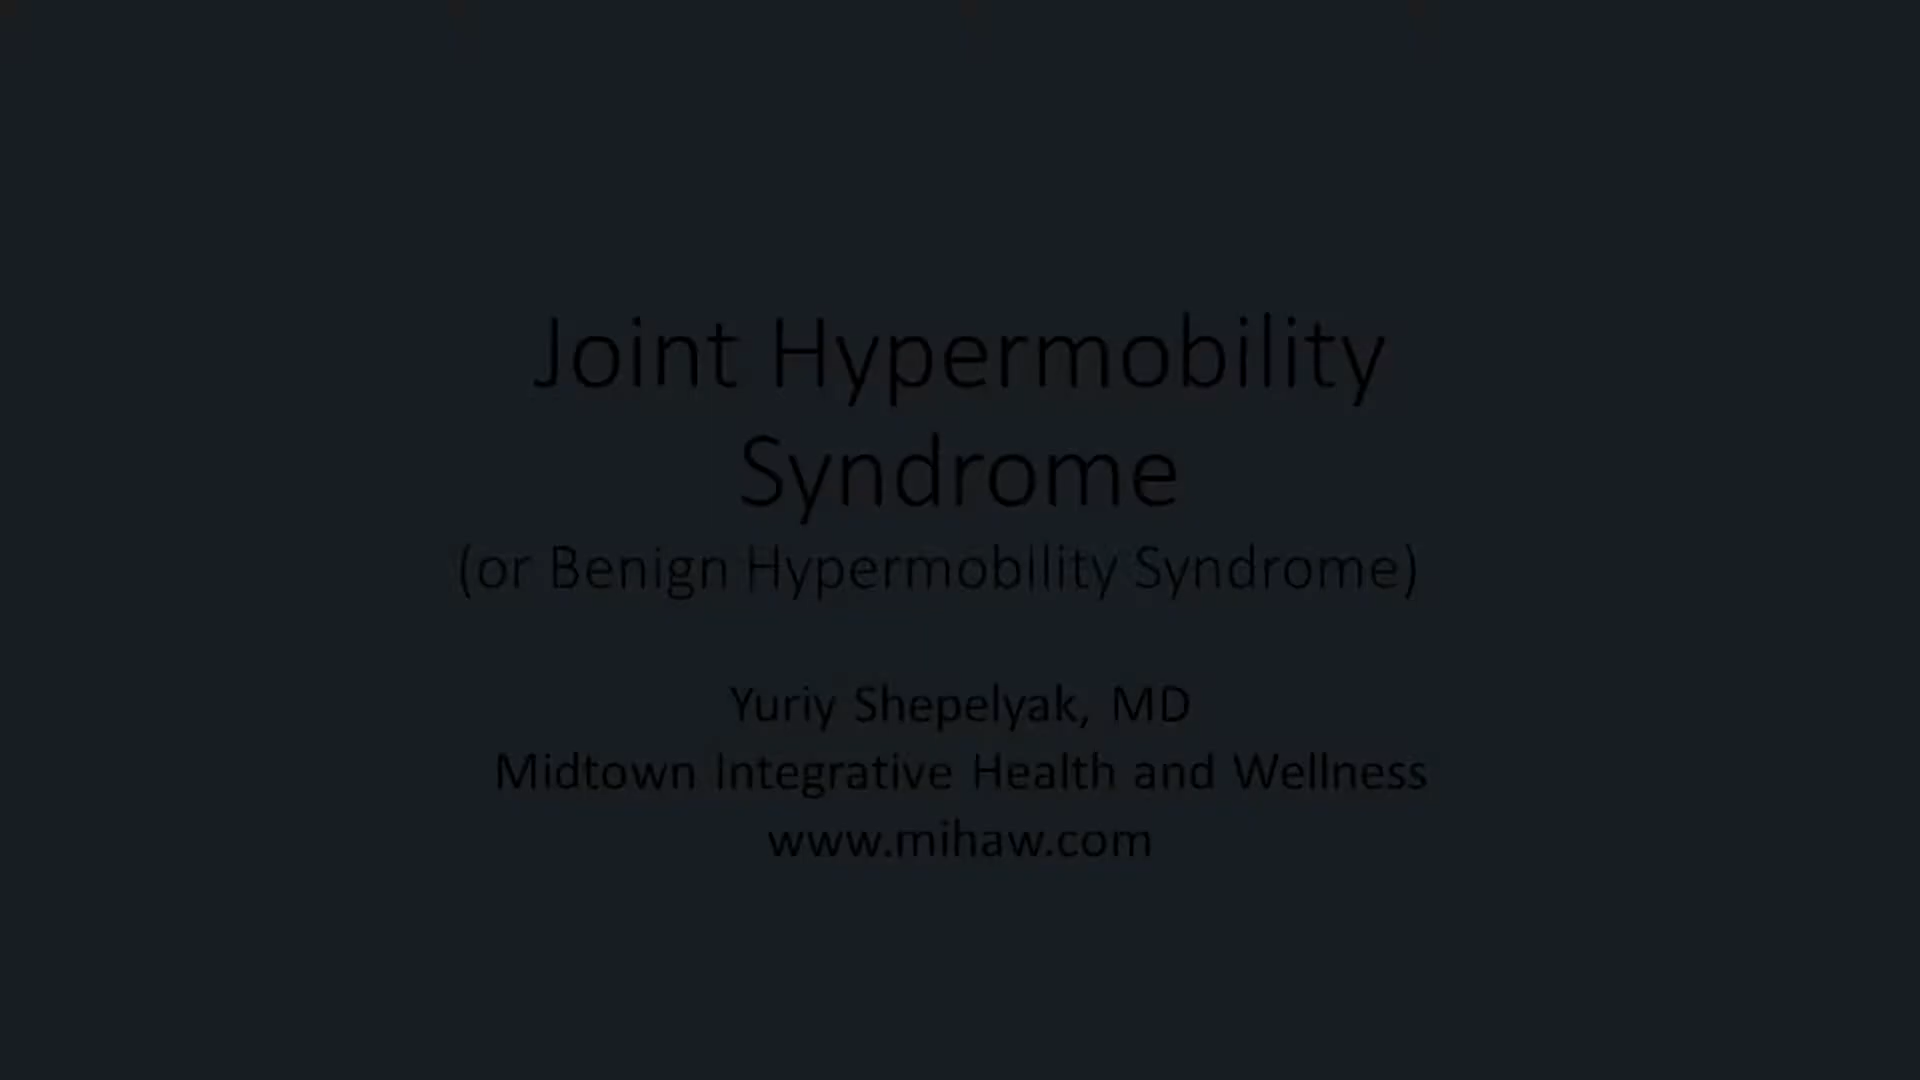 Joint Hypermobility
Syndrome
(or Benign Hypermobility Syndrome)
Yuriy Shepelyak, MD
Midtown Integrative Health and Wellness
www.mihaw.com